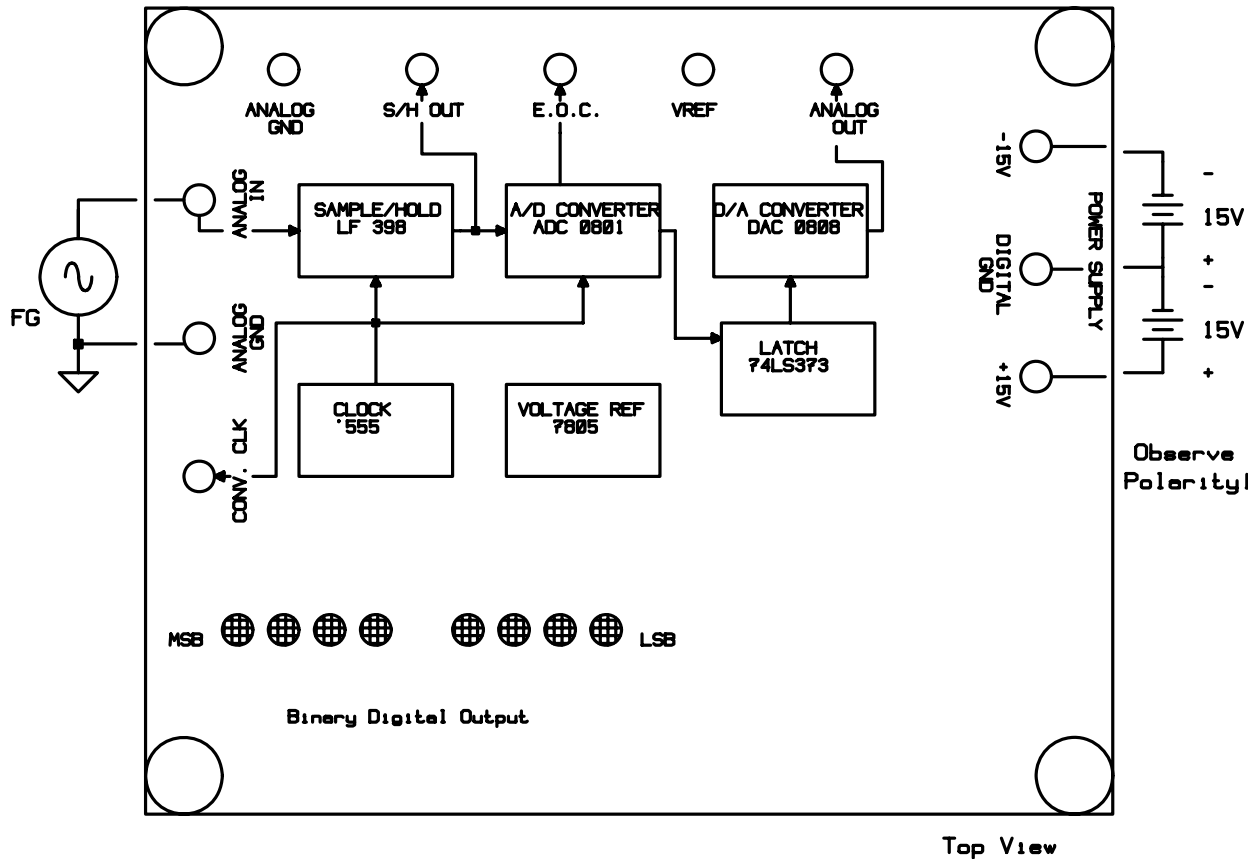 ANALOG
GND
S/H OUT
E.O.C.
VREF
ANALOG
OUT
-15V
ANALOG
IN
SAMPLE/HOLD
LF 398
A/D CONVERTER
ADC 0801
D/A CONVERTER
DAC 0808
POWER SUPPLY
-
15V
+
DIGITAL
GND
-
15V
+
FG
ANALOG
GND
LATCH
74LS373
+15V
CLOCK
'555
VOLTAGE REF
7805
CONV. CLK
Observe
Polarity!
MSB
LSB
Binary Digital Output
Top View